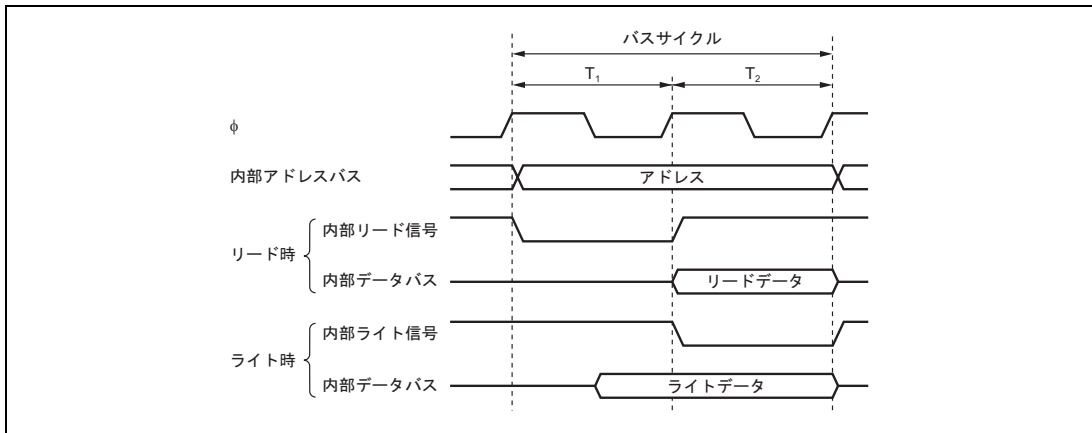 バスサイクル
T₁ T₂
φ
内部アドレスバス アドレス
リード時 内部リード信号
内部データバス リードデータ
ライト時 内部ライト信号
内部データバス ライトデータ